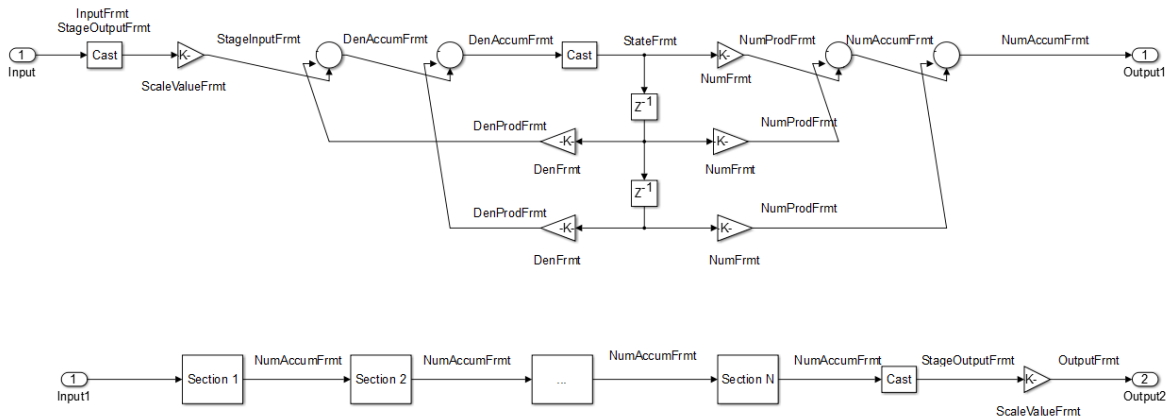 InputFrmt
StageOutputFrmt
StageInputFrmt
DenAccumFrmt
DenAccumFrmt
StateFrmt
NumProdFrmt
NumAccumFrmt
NumAccumFrmt
1
Cast
K-
Cast
K-
1
Input
ScaleValueFrmt
NumFrmt
Output1
Z-1
DenProdFrmt
NumProdFrmt
-K-
-K-
DenFrmt
NumFrmt
Z-1
DenProdFrmt
NumProdFrmt
-K-
K-
DenFrmt
NumFrmt
NumAccumFrmt
NumAccumFrmt
NumAccumFrmt
NumAccumFrmt
StageOutputFrmt
OutputFrmt
1
Section 1
Section 2
...
Section N
Cast
K-
2
Input1
Output2
ScaleValueFrmt